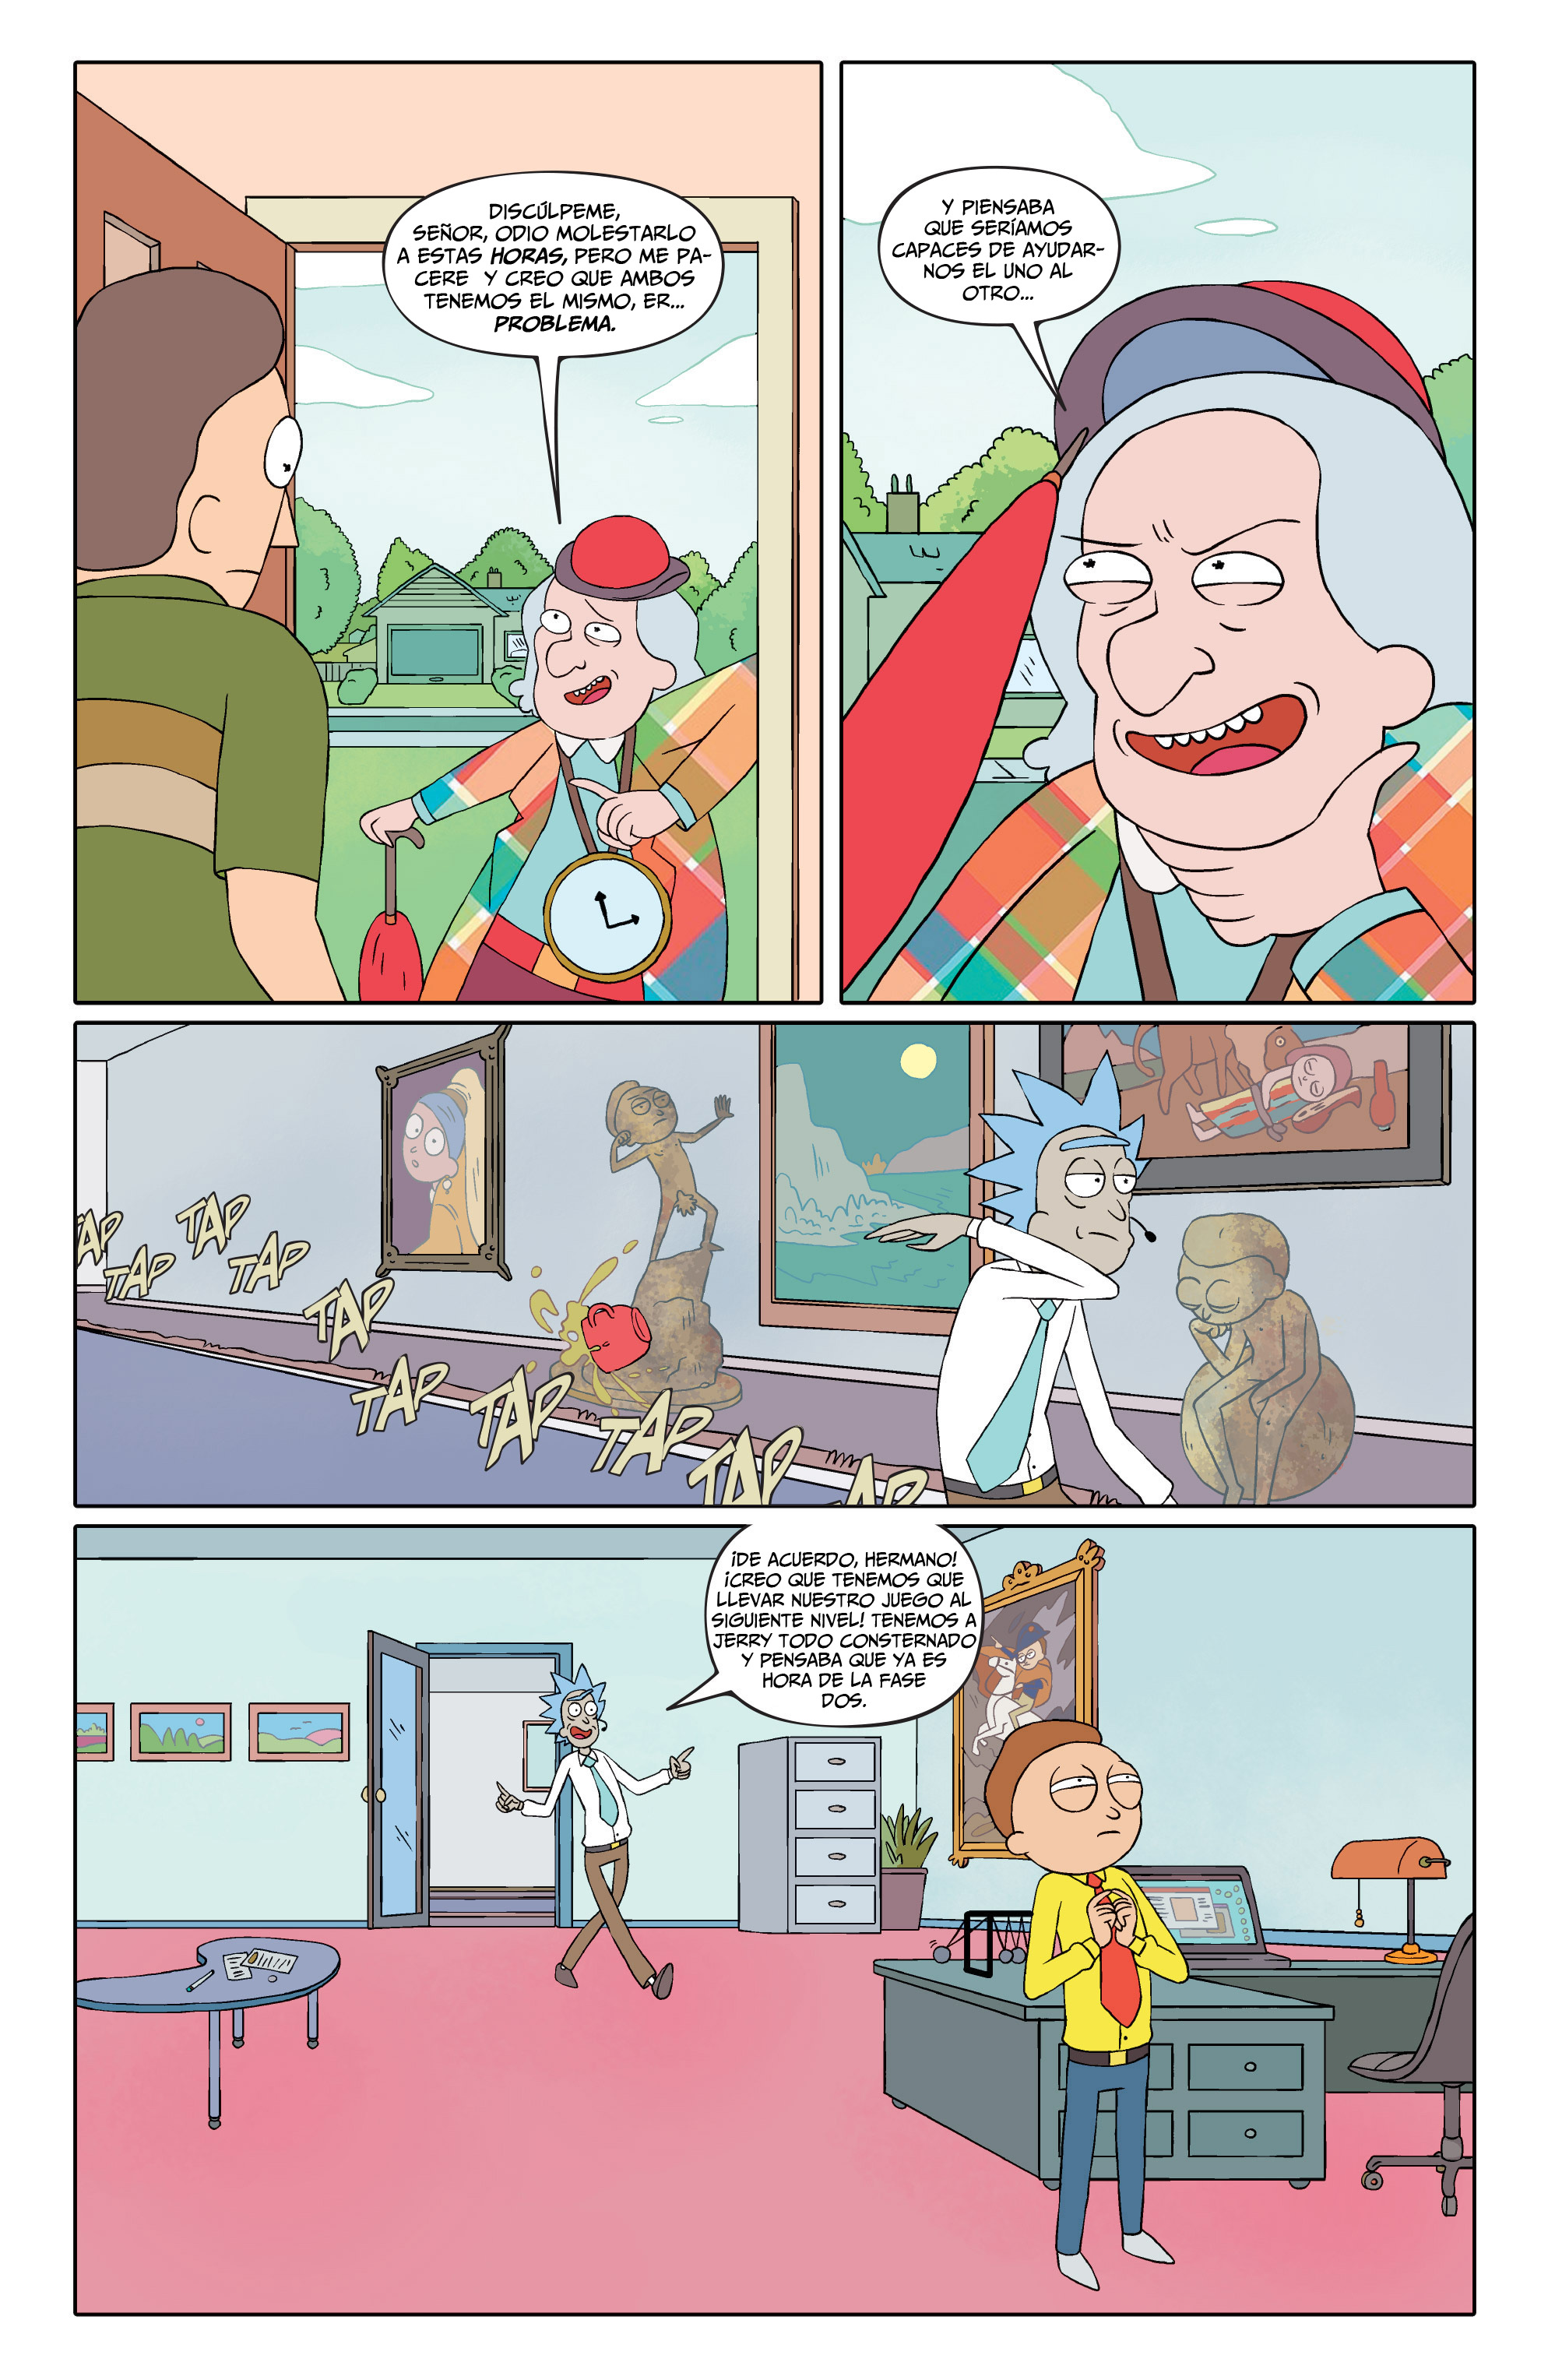 DISCÚLPEME,
SEÑOR, ODIO MOLESTARLO
A ESTAS HORAS, PERO ME PA-
CERE Y CREO QUE AMBOS
TENEMOS EL MISMO, ER...
PROBLEMA.
Y PIENSABA
QUE SERÍAMOS
CAPACES DE AYUDAR-
NOS EL UNO AL
OTRO...
TAP
TAP
TAP
TAP
TAP
TAP
TAP
TAP
TAP
TAP
¡DE ACUERDO, HERMANO!
¡CREO QUE TENEMOS QUE
LLEVAR NUESTRO JUEGO AL
SIGUIENTE NIVEL! TENEMOS A
JERRY TODO CONSTERNADO
Y PENSABA QUE YA ES
HORA DE LA FASE
DOS.